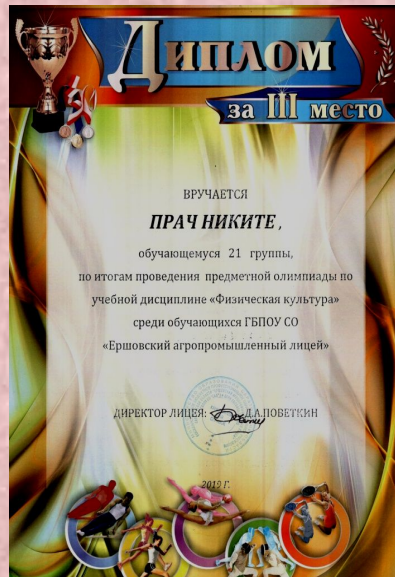 ДИПЛОМ
за III место
ВРУЧАЕТСЯ
ПРАЧ НИКИТЕ,
обучающемуся 21 группы,
по итогам проведения предметной олимпиады по
учебной дисциплине «Физическая культура»
среди обучающихся ГБПОУ СО
«Ершовский агропромышленный лицей»
ДИРЕКТОР ЛИЦЕЯ: Д.А.ПОБЕТКИН
2019 Г.